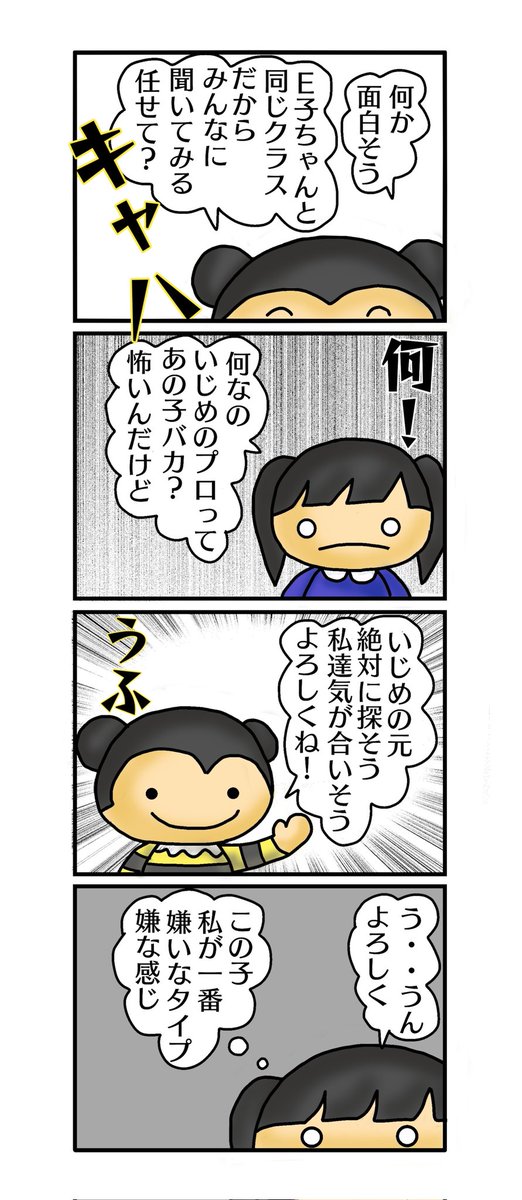 何か
面白そう
E子ちゃんと
同じクラス
だから
みんなに
聞いてみる
任せて?
キャハ!
何!
何なの
いじめのプロって
あの子バカ?
怖いんだけど
いじめの元
絶対に探そう
私達気が合いそう
よろしくね!
うふ
う・・うん
よろしく
この子
私が一番
嫌いなタイプ
嫌な感じ